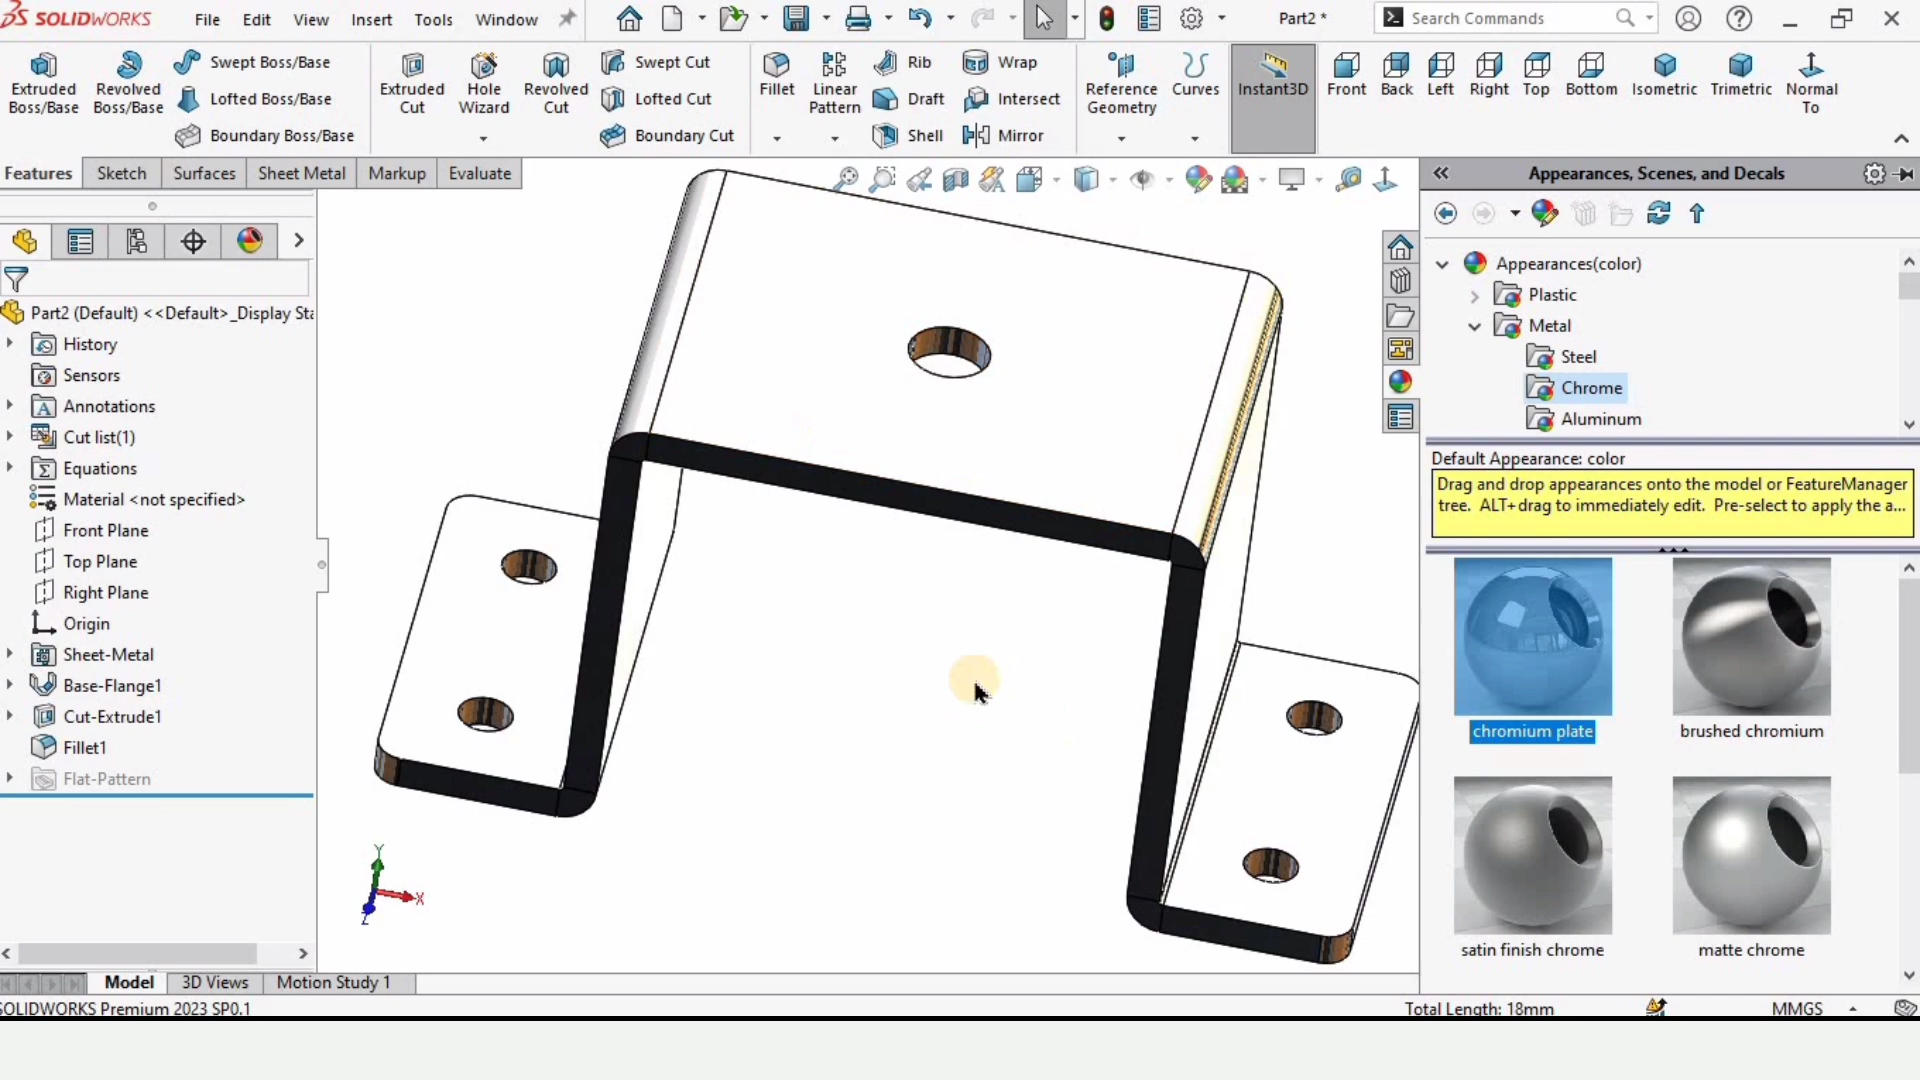 SOLIDWORKS
File
Edit
View
Insert
Tools
Window
Part2 *
Search Commands
Extruded Boss/Base
Revolved Boss/Base
Swept Boss/Base
Lofted Boss/Base
Boundary Boss/Base
Extruded Cut
Hole Wizard
Revolved Cut
Swept Cut
Lofted Cut
Boundary Cut
Fillet
Linear Pattern
Rib
Draft
Shell
Wrap
Intersect
Mirror
Reference Geometry
Curves
Instant3D
Front
Back
Left
Right
Top
Bottom
Isometric
Trimetric
Normal To
Features
Sketch
Surfaces
Sheet Metal
Markup
Evaluate
Part2 (Default) <<Default>_Display Sta
History
Sensors
Annotations
Cut list(1)
Equations
Material <not specified>
Front Plane
Top Plane
Right Plane
Origin
Sheet-Metal
Base-Flange1
Cut-Extrude1
Fillet1
Flat-Pattern
Y
X
Z
Appearances, Scenes, and Decals
Appearances(color)
Plastic
Metal
Steel
Chrome
Aluminum
Default Appearance: color
Drag and drop appearances onto the model or FeatureManager
tree. ALT+drag to immediately edit. Pre-select to apply the a...
chromium plate
brushed chromium
satin finish chrome
matte chrome
Model
3D Views
Motion Study 1
SOLIDWORKS Premium 2023 SP0.1
Total Length: 18mm
MMGS